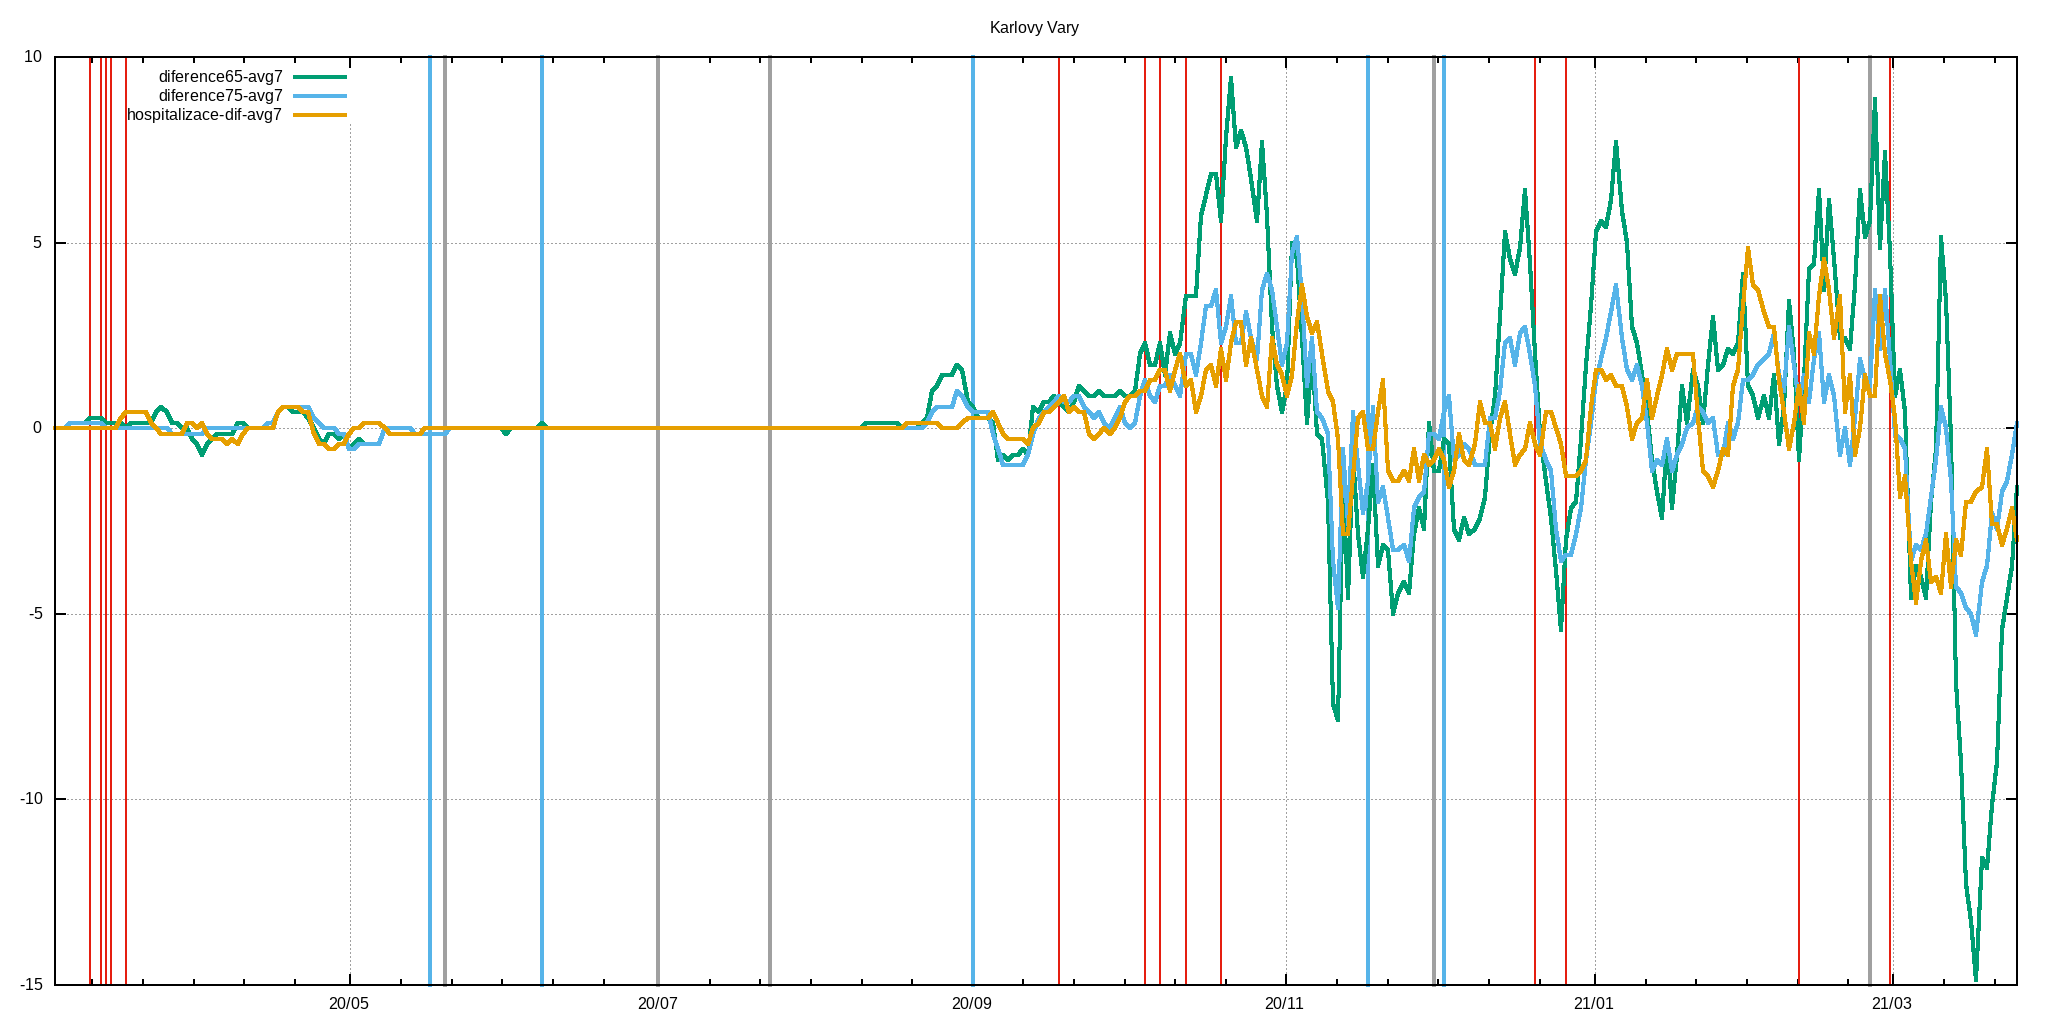 Karlovy Vary
10
diference65-avg7
diference75-avg7
hospitalizace-dif-avg7
5
0
-5
-10
-15
20/05 20/07 20/09 20/11 21/01 21/03